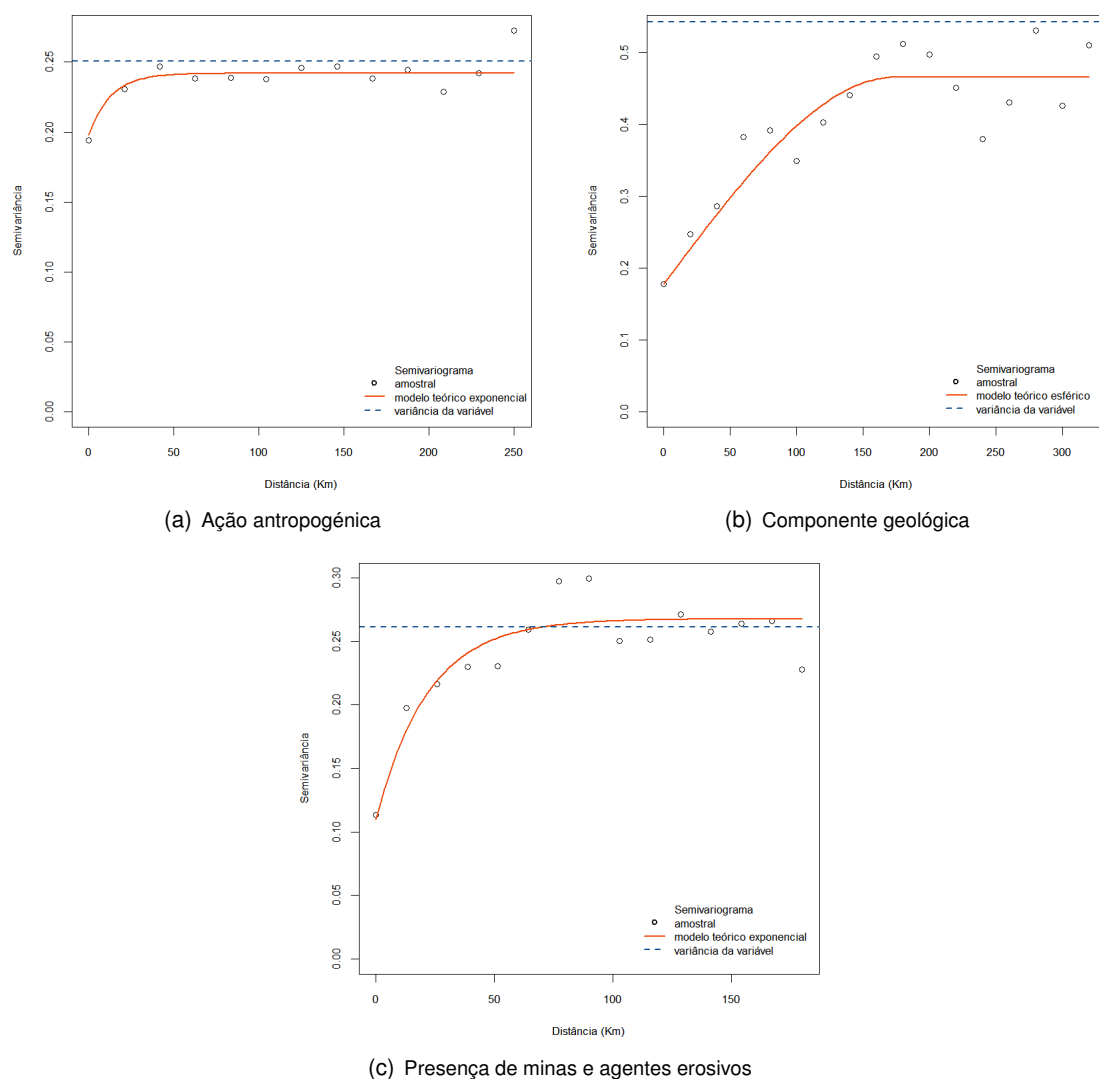 0.25
0.20
0.15
0.10
0.05
0.00
Semivariância
Semivariograma
amostral
modelo teórico exponencial
variância da variável
0 50 100 150 200 250
Distância (Km)
(a) Ação antropogénica
0.5
0.4
0.3
0.2
0.1
0.0
Semivariância
Semivariograma
amostral
modelo teórico esférico
variância da variável
0 50 100 150 200 250 300
Distância (Km)
(b) Componente geológica
0.30
0.25
0.20
0.15
0.10
0.05
0.00
Semivariância
Semivariograma
amostral
modelo teórico exponencial
variância da variável
0 50 100 150
Distância (Km)
(c) Presença de minas e agentes erosivos